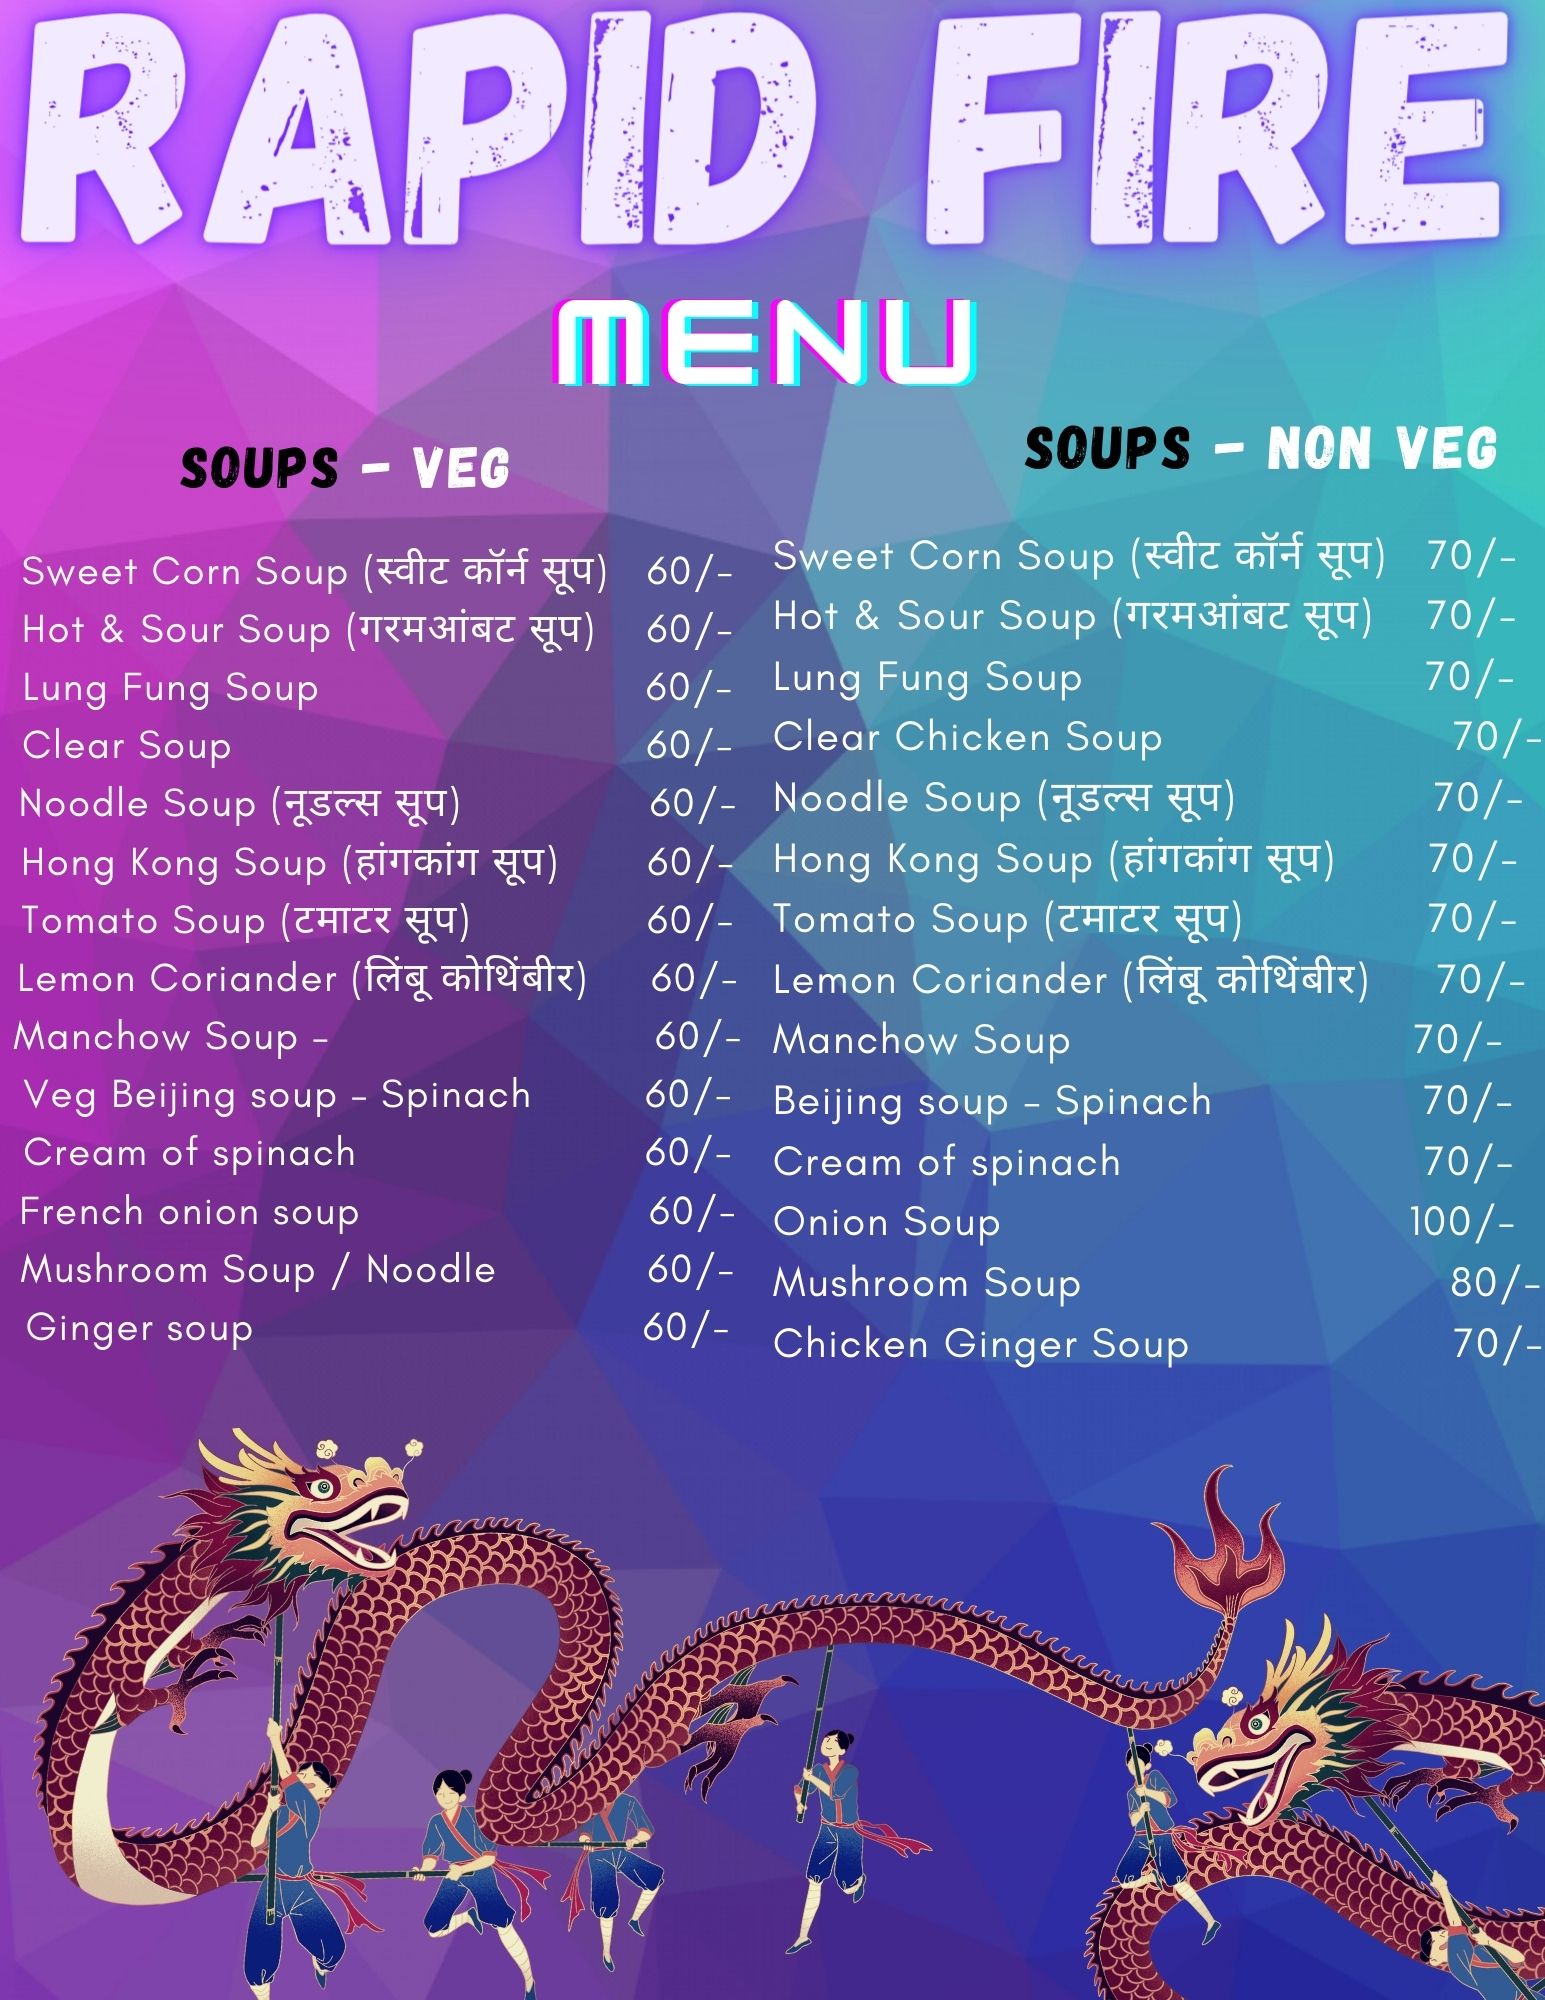 RAPID FIRE
MENU
SOUPS - VEG
Sweet Corn Soup (स्वीट कॉर्न सूप) 60/-
Hot & Sour Soup (गरमआंबट सूप) 60/-
Lung Fung Soup 60/-
Clear Soup 60/-
Noodle Soup (नूडल्स सूप) 60/-
Hong Kong Soup (हांगकांग सूप) 60/-
Tomato Soup (टमाटर सूप) 60/-
Lemon Coriander (लिंबू कोथिंबीर) 60/-
Manchow Soup - 60/-
Veg Beijing soup - Spinach 60/-
Cream of spinach 60/-
French onion soup 60/-
Mushroom Soup / Noodle 60/-
Ginger soup 60/-
SOUPS - NON VEG
Sweet Corn Soup (स्वीट कॉर्न सूप) 70/-
Hot & Sour Soup (गरमआंबट सूप) 70/-
Lung Fung Soup 70/-
Clear Chicken Soup 70/-
Noodle Soup (नूडल्स सूप) 70/-
Hong Kong Soup (हांगकांग सूप) 70/-
Tomato Soup (टमाटर सूप) 70/-
Lemon Coriander (लिंबू कोथिंबीर) 70/-
Manchow Soup 70/-
Beijing soup - Spinach 70/-
Cream of spinach 70/-
Onion Soup 100/-
Mushroom Soup 80/-
Chicken Ginger Soup 70/-